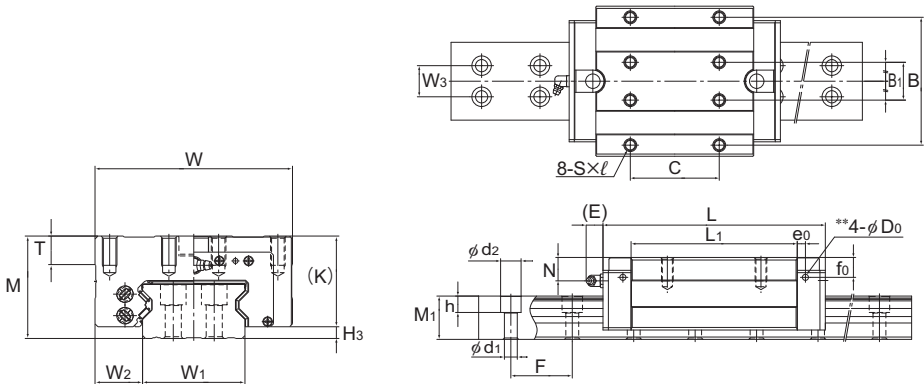 W3
B1
B
8-S×ℓ
C
W
(E)
L
L1
e0
**4-φD0
T
M
(K)
H3
W2
W1
φd2
N
f0
h
M1
φd1
F